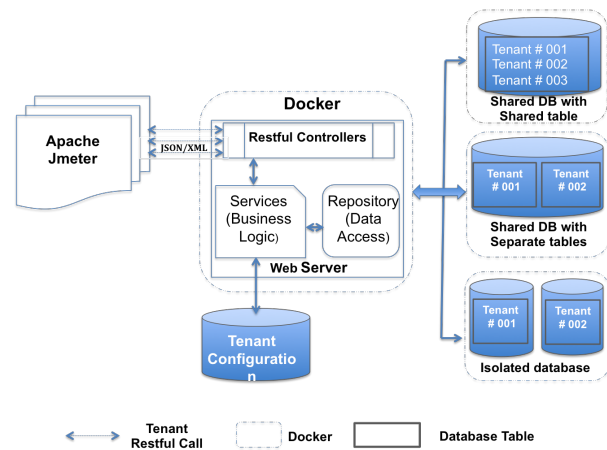 Apache
Jmeter
JSON/XML
Docker
Restful Controllers
Services
(Business
Logic)
Repository
(Data
Access)
Web Server
Tenant
Configuratio
n
Tenant # 001
Tenant # 002
Tenant # 003
Shared DB with
Shared table
Tenant
# 001
Tenant
# 002
Shared DB with
Separate tables
Tenant
# 001
Tenant
# 002
Isolated database
Tenant
Restful Call
Docker
Database Table